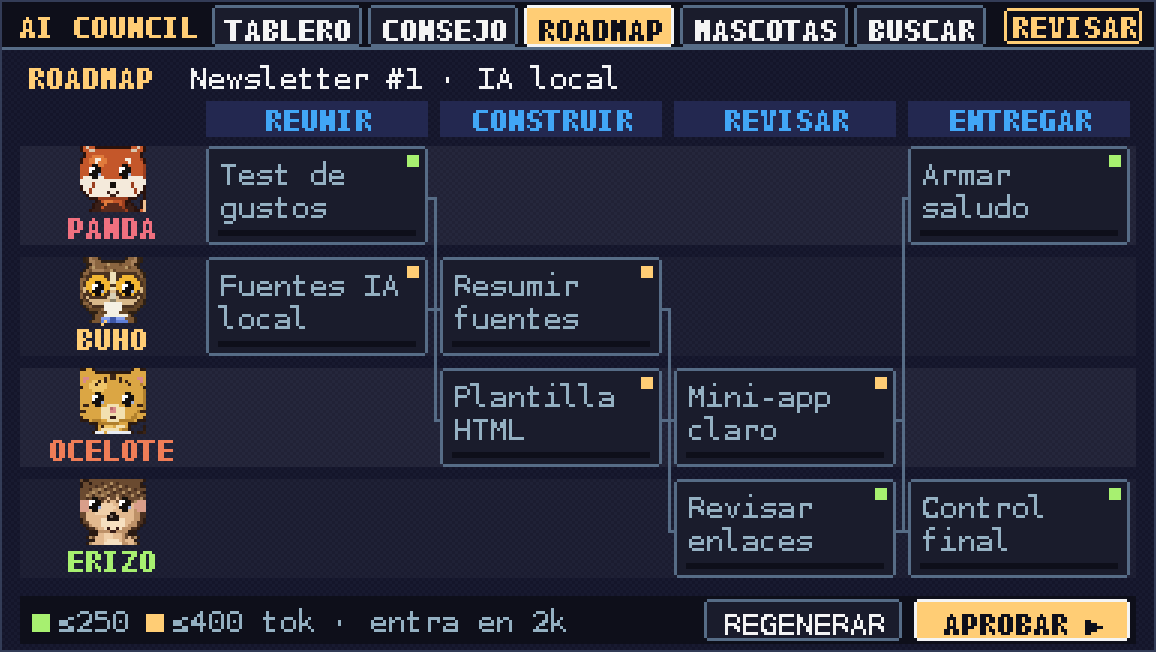 AI COUNCIL TABLERO CONSEJO ROADMAP MASCOTAS BUSCAR REVISAR
ROADMAP Newsletter #1 · IA local
REUNIR CONSTRUIR REVISAR ENTREGAR
Test de
gustos
Armar
saludo
PANDA
Fuentes IA
local
Resumir
fuentes
BUHO
Plantilla
HTML
Mini-app
claro
OCELOTE
Revisar
enlaces
Control
final
ERIZO
≤250 ≤400 tok · entra en 2k
REGENERAR APROBAR ►